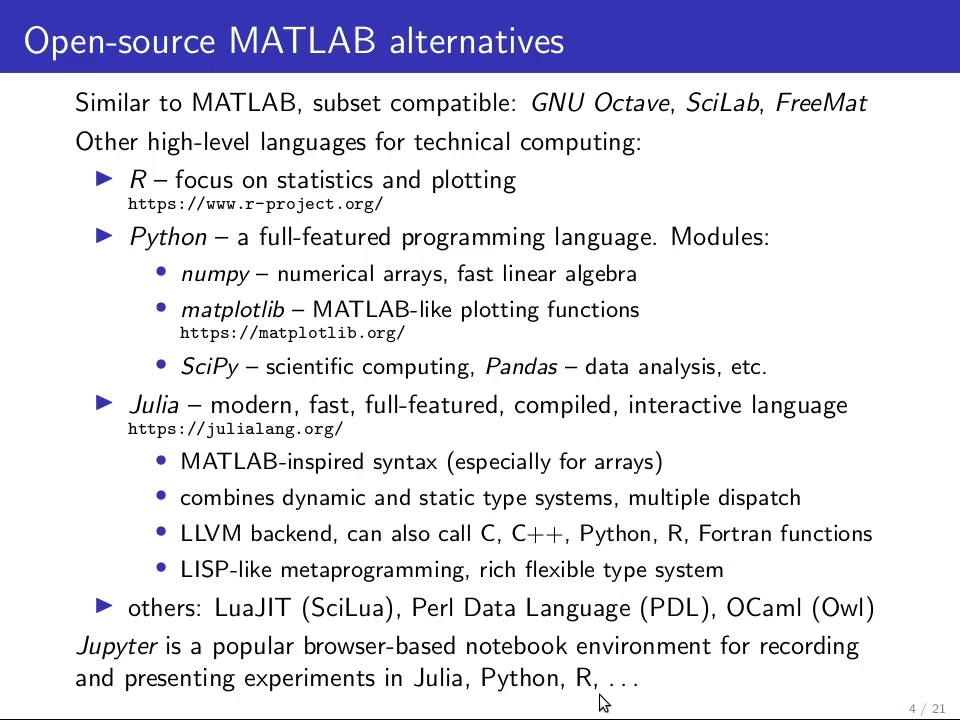 Open-source MATLAB alternatives
Similar to MATLAB, subset compatible: GNU Octave, SciLab, FreeMat
Other high-level languages for technical computing:
▶ R – focus on statistics and plotting
https://www.r-project.org/
▶ Python – a full-featured programming language. Modules:
• numpy – numerical arrays, fast linear algebra
• matplotlib – MATLAB-like plotting functions
https://matplotlib.org/
• SciPy – scientific computing, Pandas – data analysis, etc.
▶ Julia – modern, fast, full-featured, compiled, interactive language
https://julialang.org/
• MATLAB-inspired syntax (especially for arrays)
• combines dynamic and static type systems, multiple dispatch
• LLVM backend, can also call C, C++, Python, R, Fortran functions
• LISP-like metaprogramming, rich flexible type system
▶ others: LuaJIT (SciLua), Perl Data Language (PDL), OCaml (Owl)
Jupyter is a popular browser-based notebook environment for recording
and presenting experiments in Julia, Python, R, . . .
4 / 21